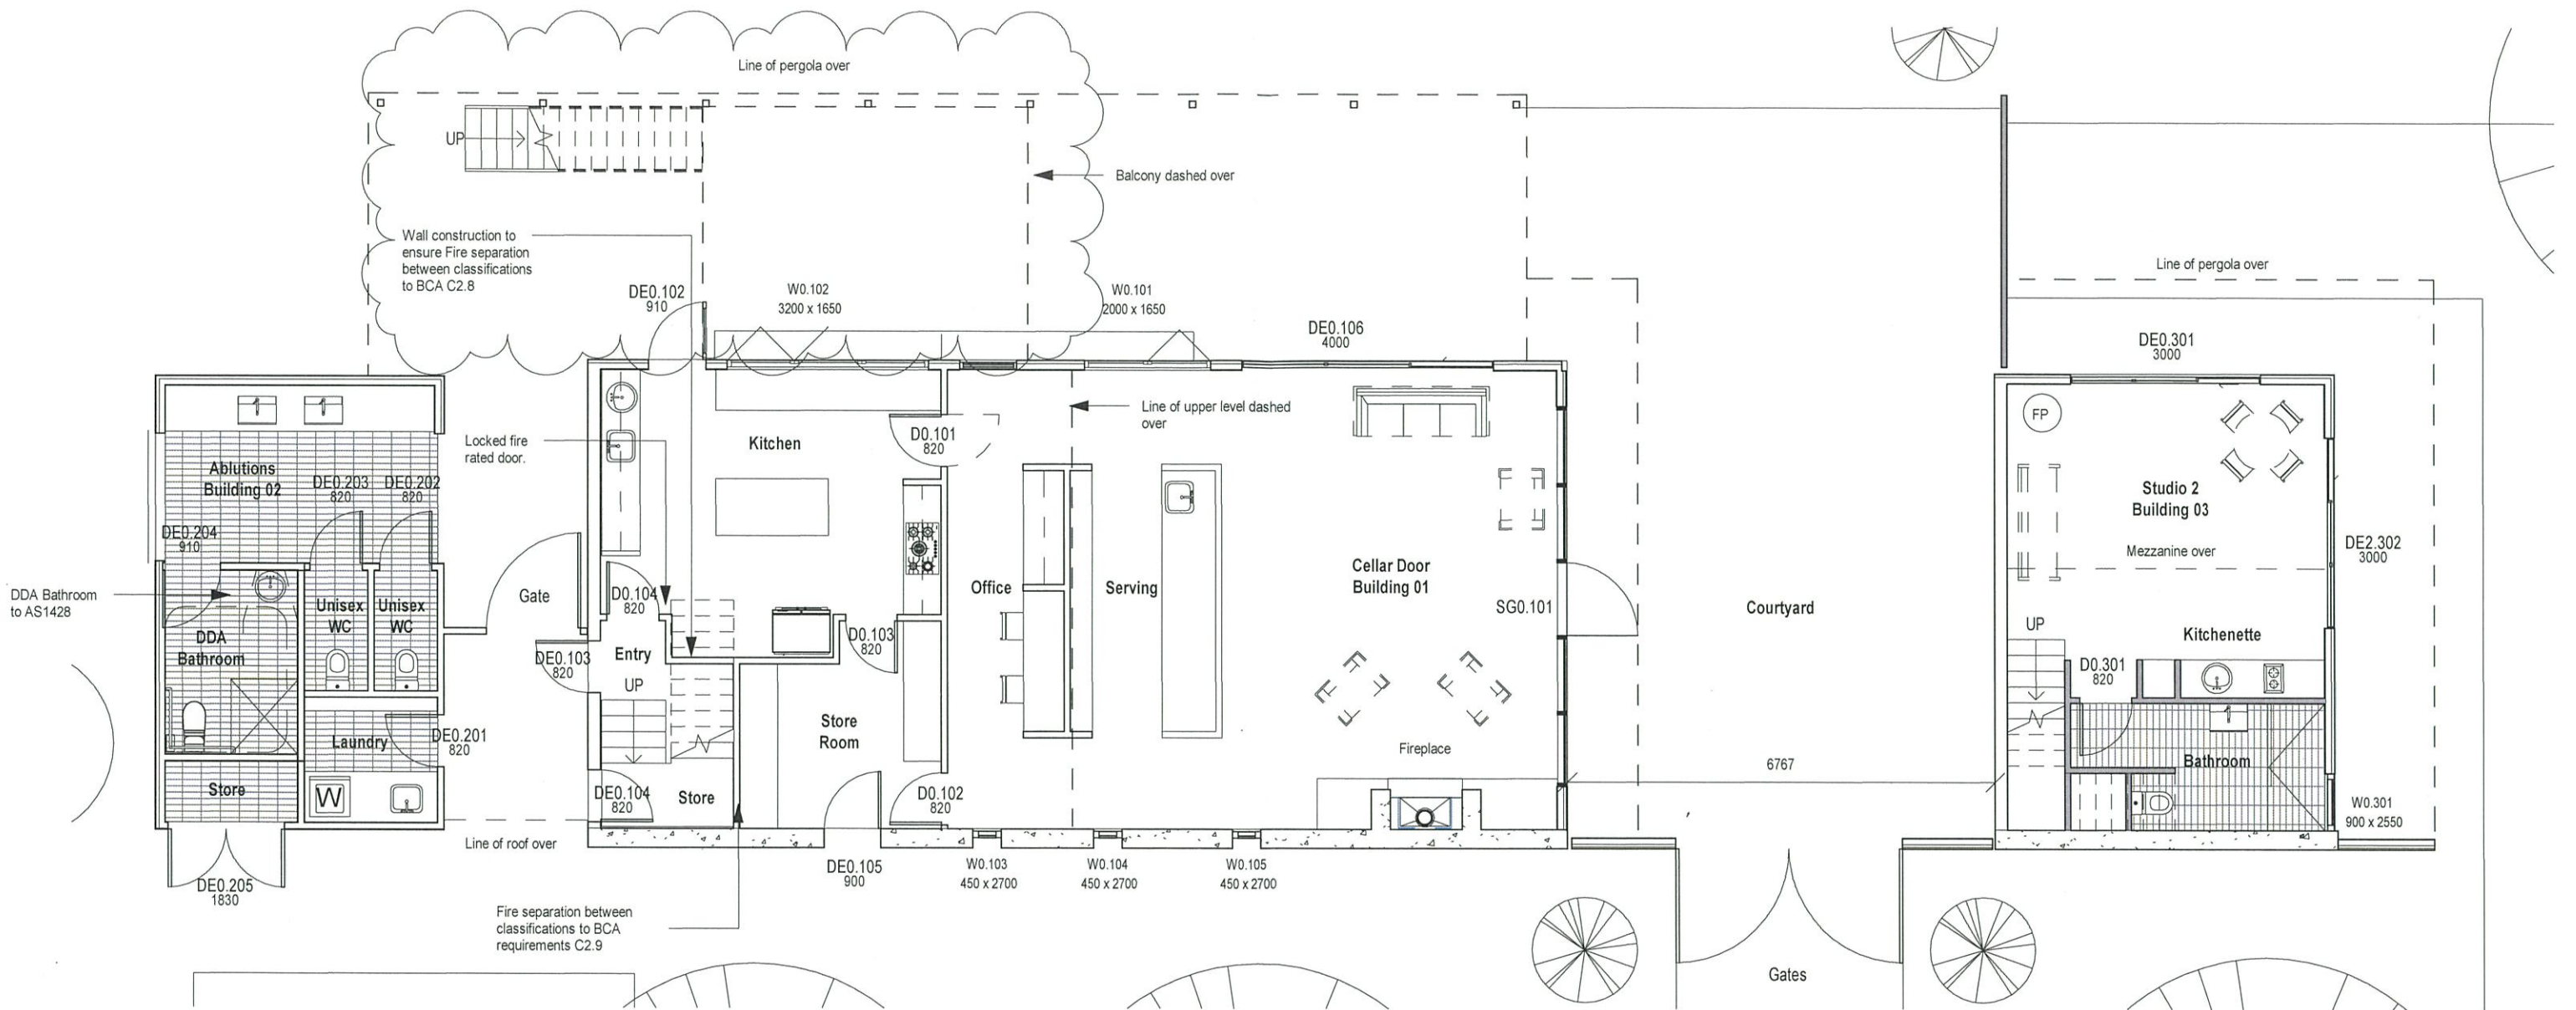 Line of pergola over
UP
Balcony dashed over
Wall construction to
ensure Fire separation
between classifications
to BCA C2.8
Line of pergola over
DE0.102
910
W0.102
3200 x 1650
W0.101
2000 x 1650
DE0.106
4000
DE0.301
3000
Line of upper level dashed
over
FP
Locked fire
rated door.
Kitchen
D0.101
820
Ablutions
Building 02
DE0.203
820
DE0.202
820
Studio 2
Building 03
DE0.204
910
Mezzanine over
DE2.302
3000
DDA Bathroom
to AS1428
Gate
D0.104
820
Office
Serving
Cellar Door
Building 01
SG0.101
Courtyard
Unisex
WC
Unisex
WC
UP
Kitchenette
DDA
Bathroom
DE0.103
820
Entry
UP
D0.103
820
D0.301
820
Laundry
DE0.201
820
Store
Room
Fireplace
6767
Bathroom
Store
W
DE0.104
820
Store
D0.102
820
W0.301
900 x 2550
Line of roof over
DE0.205
1830
DE0.105
900
W0.103
450 x 2700
W0.104
450 x 2700
W0.105
450 x 2700
Fire separation between
classifications to BCA
requirements C2.9
Gates